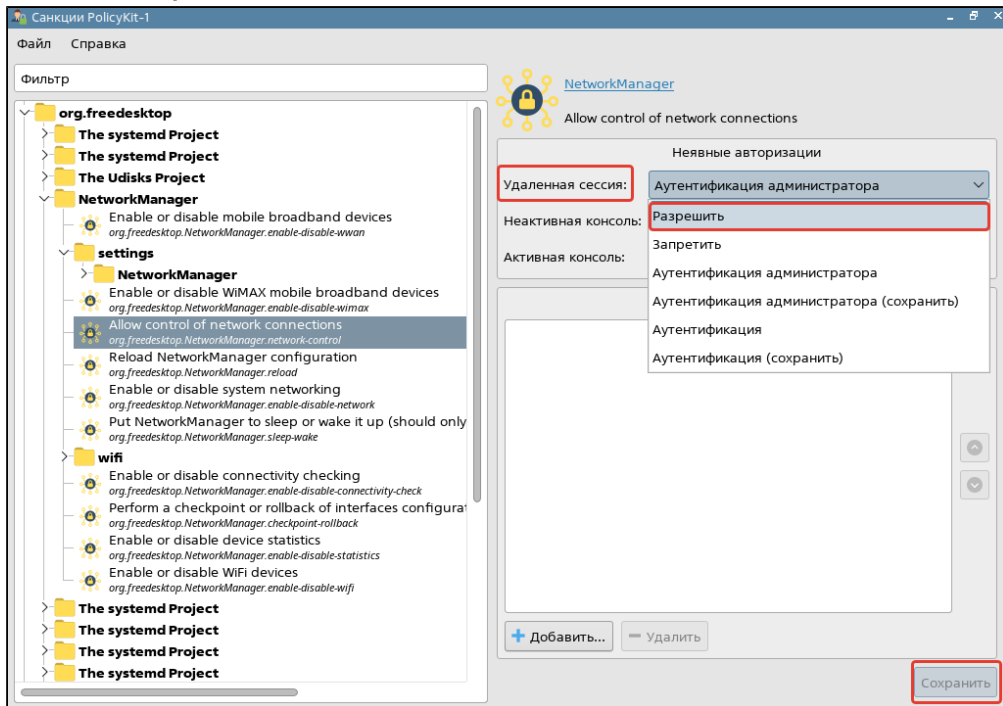 Санкции PolicyKit-1
Файл Справка
Фильтр
org.freedesktop
The systemd Project
The systemd Project
The Udisks Project
NetworkManager
Enable or disable mobile broadband devices
org.freedesktop.NetworkManager.enable-disable-wwan
settings
NetworkManager
Enable or disable WiMAX mobile broadband devices
org.freedesktop.NetworkManager.enable-disable-wimax
Allow control of network connections
org.freedesktop.NetworkManager.network-control
Reload NetworkManager configuration
org.freedesktop.NetworkManager.reload
Enable or disable system networking
org.freedesktop.NetworkManager.enable-disable-network
Put NetworkManager to sleep or wake it up (should only
org.freedesktop.NetworkManager.sleep-wake
wifi
Enable or disable connectivity checking
org.freedesktop.NetworkManager.enable-disable-connectivity-check
Perform a checkpoint or rollback of interfaces configurat
org.freedesktop.NetworkManager.checkpoint-rollback
Enable or disable device statistics
org.freedesktop.NetworkManager.enable-disable-statistics
Enable or disable WiFi devices
org.freedesktop.NetworkManager.enable-disable-wifi
The systemd Project
The systemd Project
The systemd Project
The systemd Project
NetworkManager
Allow control of network connections
Неявные авторизации
Удаленная сессия: Аутентификация администратора
Неактивная консоль:
Активная консоль:
Разрешить
Запретить
Аутентификация администратора
Аутентификация администратора (сохранить)
Аутентификация
Аутентификация (сохранить)
Добавить... Удалить
Сохранить